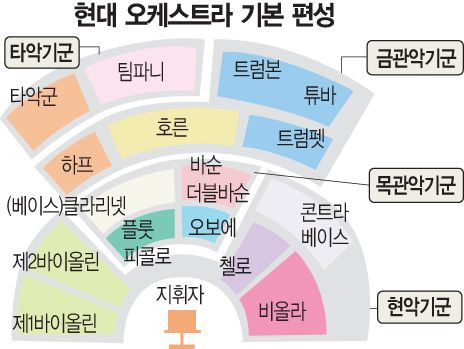 현대 오케스트라 기본 편성
타악기군
금관악기군
타악군
팀파니
트럼본
튜바
하프
호른
트럼펫
목관악기군
(베이스)클라리넷
바순
더블바순
플룻
피콜로
오보에
콘트라
베이스
제2바이올린
첼로
제1바이올린
지휘자
비올라
현악기군